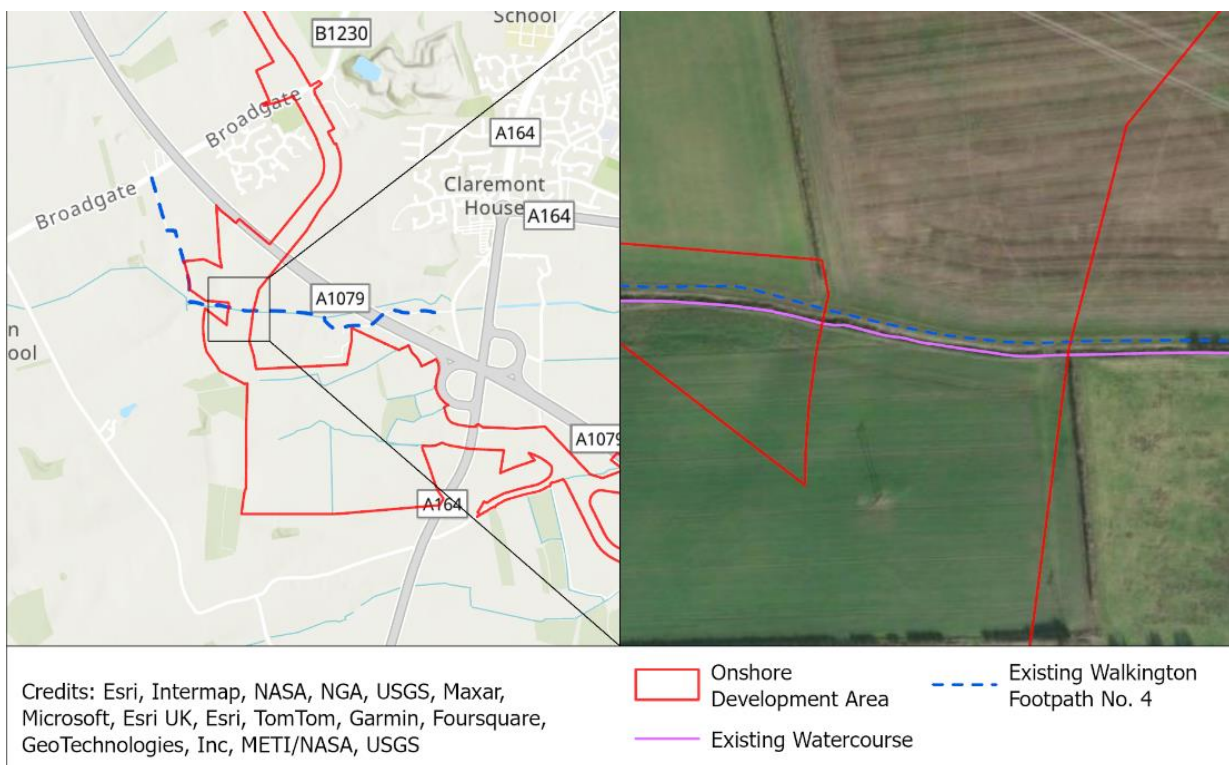 School
B1230
Broadgate
A164
Broadgate
Claremont
House
A164
A1079
n
ool
A1079
A164
Credits: Esri, Intermap, NASA, NGA, USGS, Maxar,
Microsoft, Esri UK, Esri, TomTom, Garmin, Foursquare,
GeoTechnologies, Inc, METI/NASA, USGS
Onshore
Development Area
Existing Watercourse
Existing Walkington
Footpath No. 4